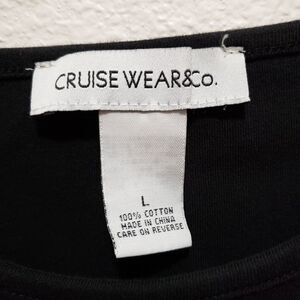 CRUISE WEAR&Co.
L
100% COTTON
MADE IN CHINA
CARE ON REVERSE